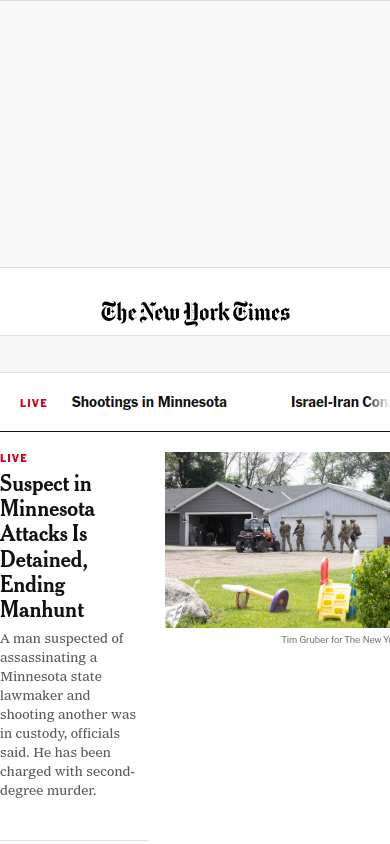 The New York Times
LIVE Shootings in Minnesota Israel-Iran
LIVE
Suspect in
Minnesota
Attacks Is
Detained,
Ending
Manhunt
A man suspected of
assassinating a
Minnesota state
lawmaker and
shooting another was
in custody, officials
said. He has been
charged with second-
degree murder.
Tim Gruber for The New